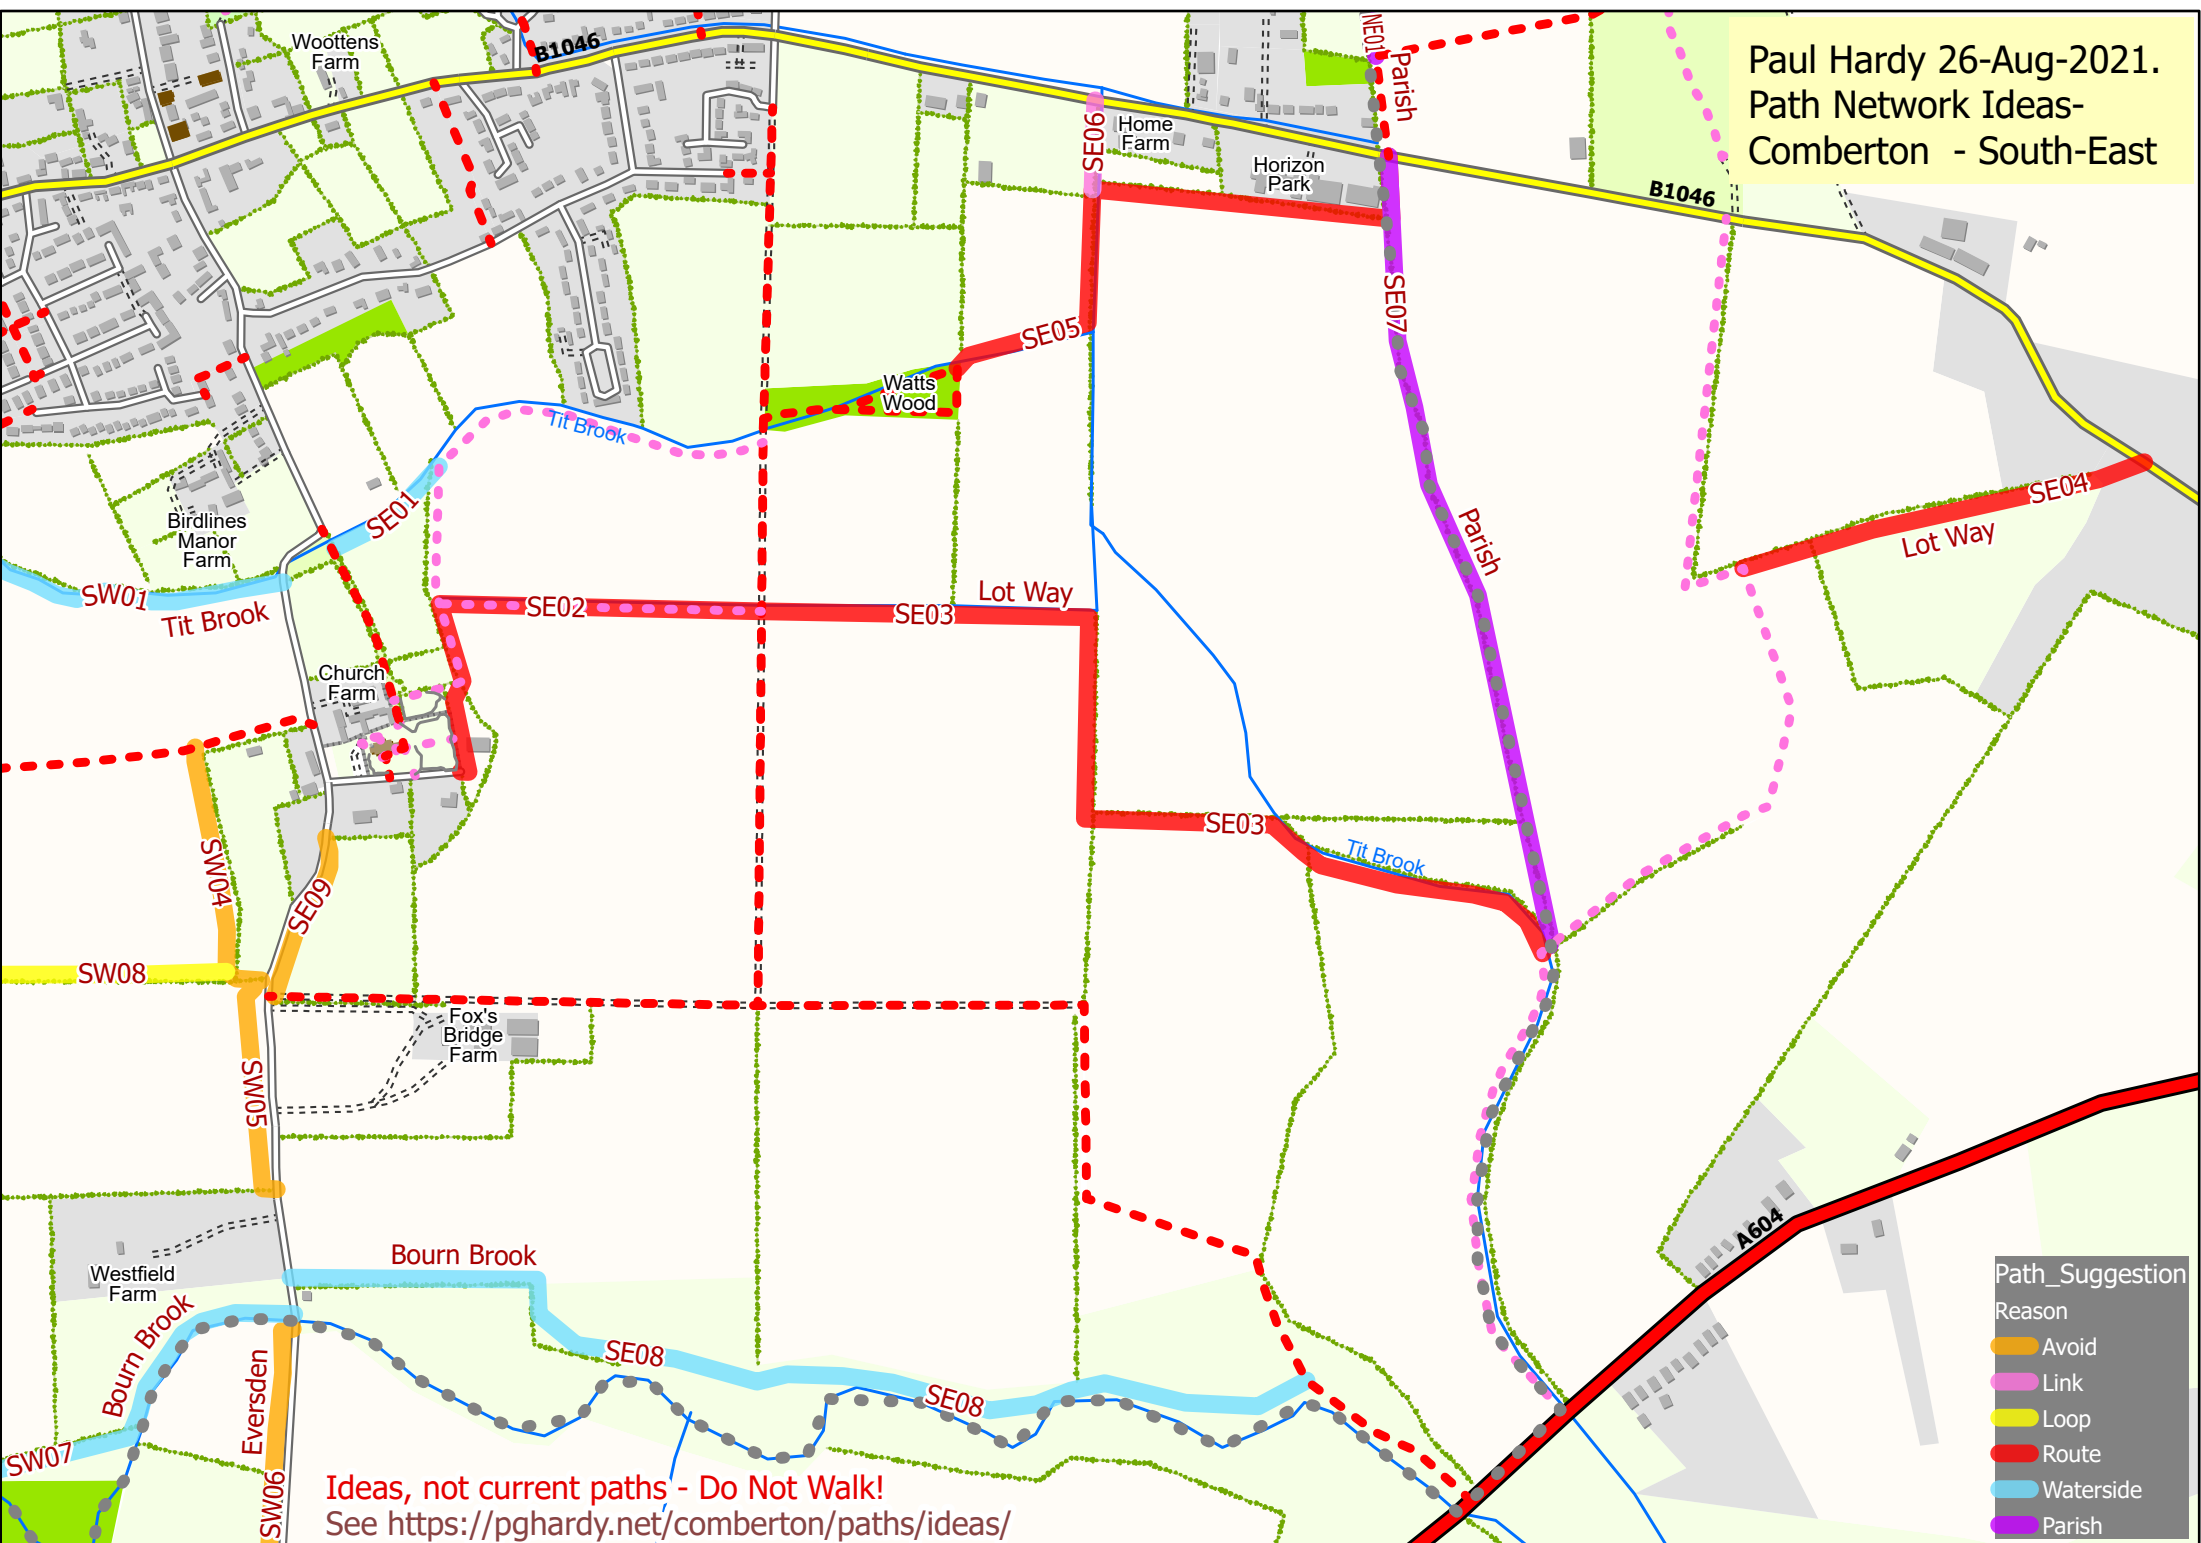 Paul Hardy 26-Aug-2021.
Path Network Ideas-
Comberton - South-East
Woottens
Farm
B1046
NE01
Parish
SE06
Home
Farm
Horizon
Park
B1046
SE07
SE05
Watts
Wood
Tit Brook
SE01
Birdlines
Manor
Farm
SW01
Tit Brook
Parish
SE04
Lot Way
SE02
Lot Way
SE03
Church
Farm
SW04
SE09
SE03
Tit Brook
SW08
Fox's
Bridge
Farm
SW05
Westfield
Farm
Bourn Brook
Bourn Brook
SE08
SE08
Eversden
SW07
SW06
A604
Ideas, not current paths - Do Not Walk!
See https://pghardy.net/comberton/paths/ideas/
Path_Suggestion
Reason
Avoid
Link
Loop
Route
Waterside
Parish